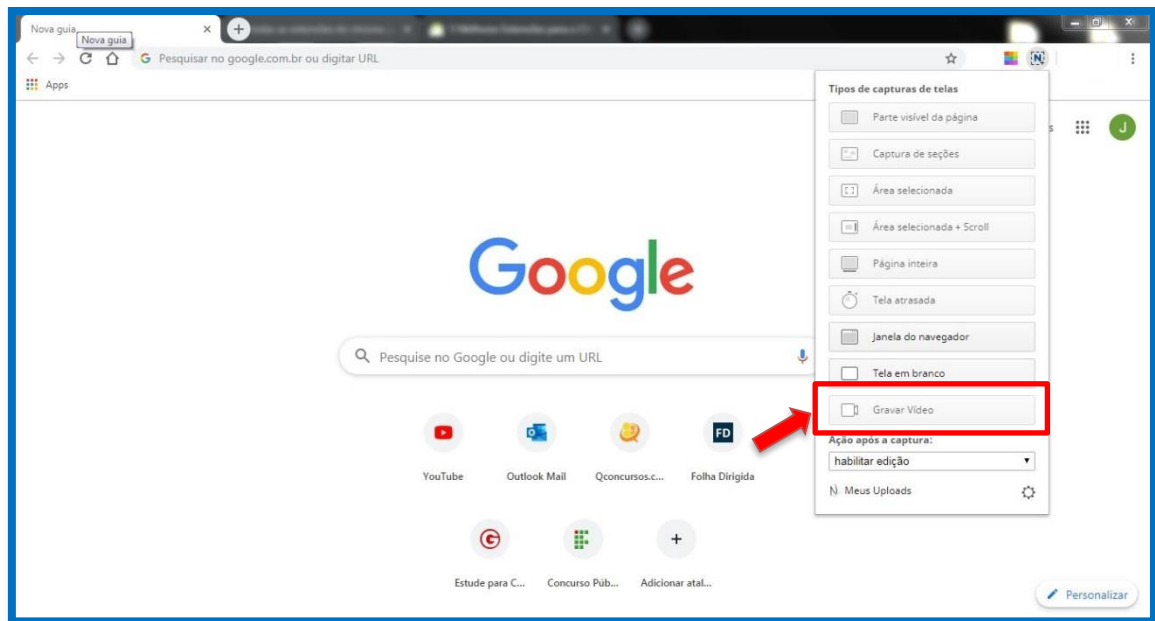 Nova guia
Nova guia
Pesquisar no google.com.br ou digitar URL
Apps
Tipos de capturas de telas
Parte visível da página
Captura de seções
Área selecionada
Área selecionada + Scroll
Página inteira
Tela atrasada
Janela do navegador
Tela em branco
Gravar Vídeo
Ação após a captura:
habilitar edição
Meus Uploads
s
J
Google
Pesquise no Google ou digite um URL
FD
YouTube
Outlook Mail
Qconcursos.c...
Folha Dirigida
Estude para C...
Concurso Púb...
Adicionar atal...
Personalizar